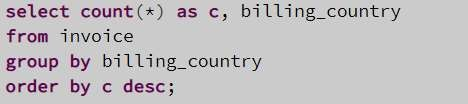 select count(*) as c, billing_country
from invoice
group by billing_country
order by c desc;